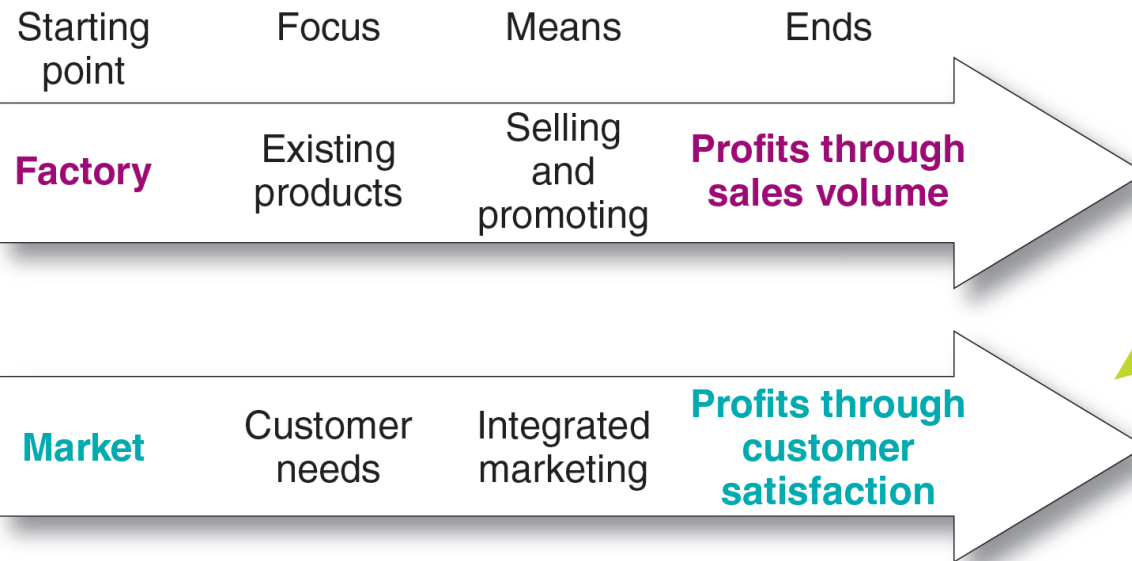 Starting
point
Focus
Means
Ends
Factory
Existing
products
Selling
and
promoting
Profits through
sales volume
Market
Customer
needs
Integrated
marketing
Profits through
customer
satisfaction